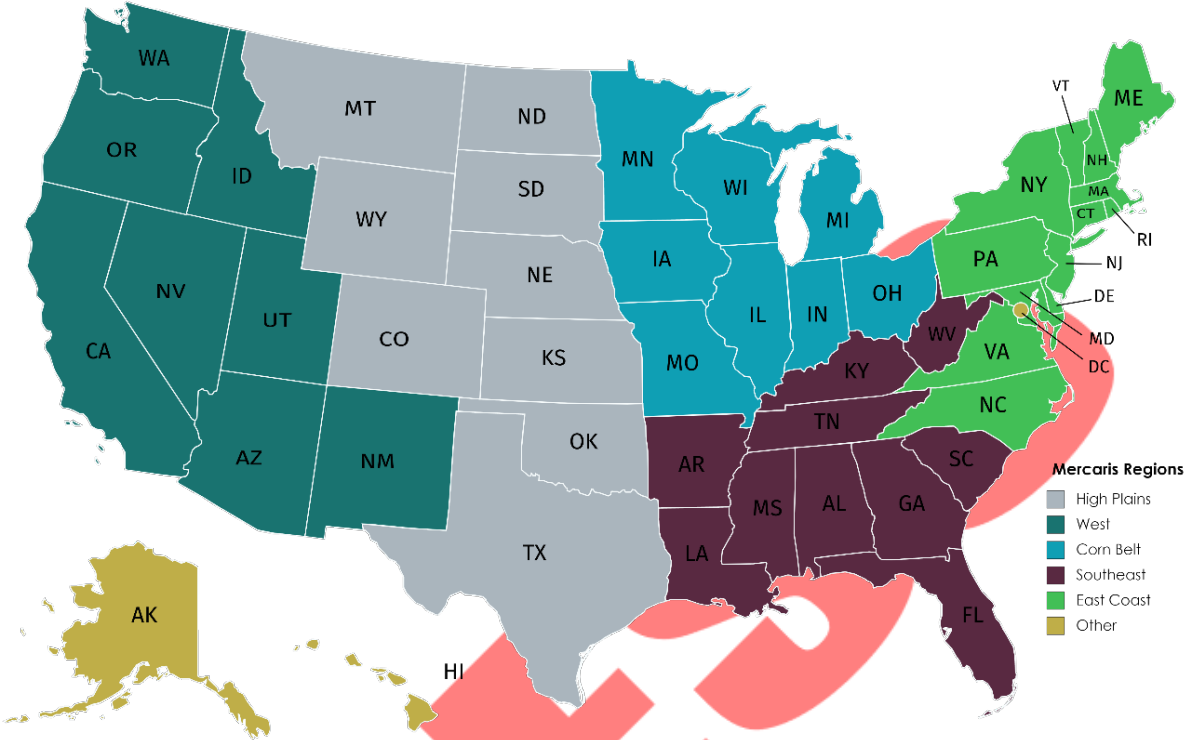 WA
MT
ND
VT
ME
OR
ID
MN
SD
WI
NH
NY
MA
WY
MI
CT
RI
NE
IA
PA
NJ
NV
OH
DE
UT
IL
IN
CO
WV
MD
CA
KS
MO
VA
DC
KY
NC
TN
OK
AZ
NM
AR
SC
MS
AL
GA
TX
LA
AK
FL
HI
Mercaris Regions
High Plains
West
Corn Belt
Southeast
East Coast
Other